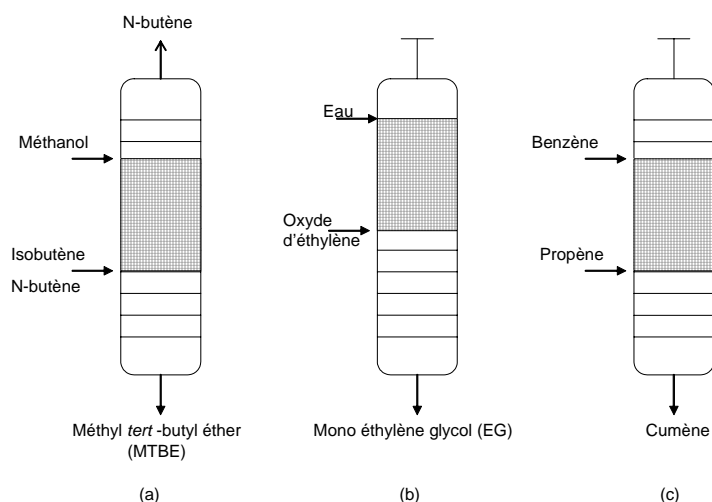 N-butène
Méthanol
Isobutène
N-butène
Méthyl tert -butyl éther
(MTBE)
(a)
Eau
Oxyde
d'éthylène
Mono éthylène glycol (EG)
(b)
Benzène
Propène
Cumène
(c)